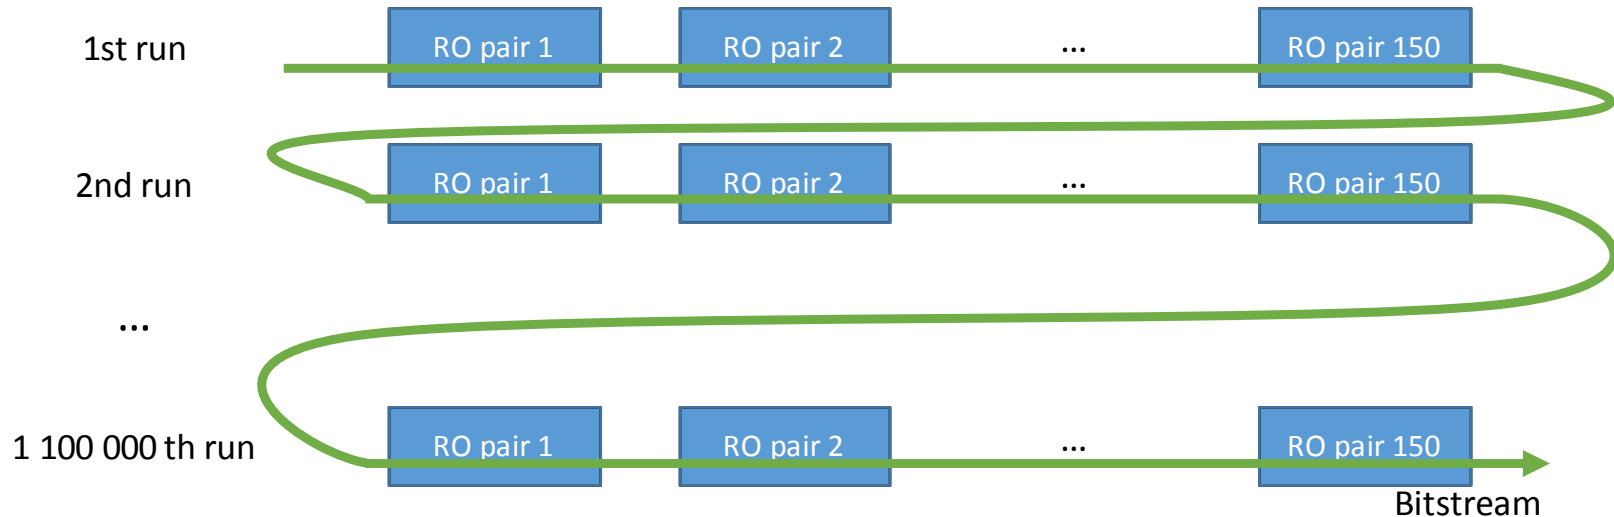 1st run
RO pair 1
RO pair 2
...
RO pair 150
2nd run
RO pair 1
RO pair 2
...
RO pair 150
...
1 100 000 th run
RO pair 1
RO pair 2
...
RO pair 150
Bitstream